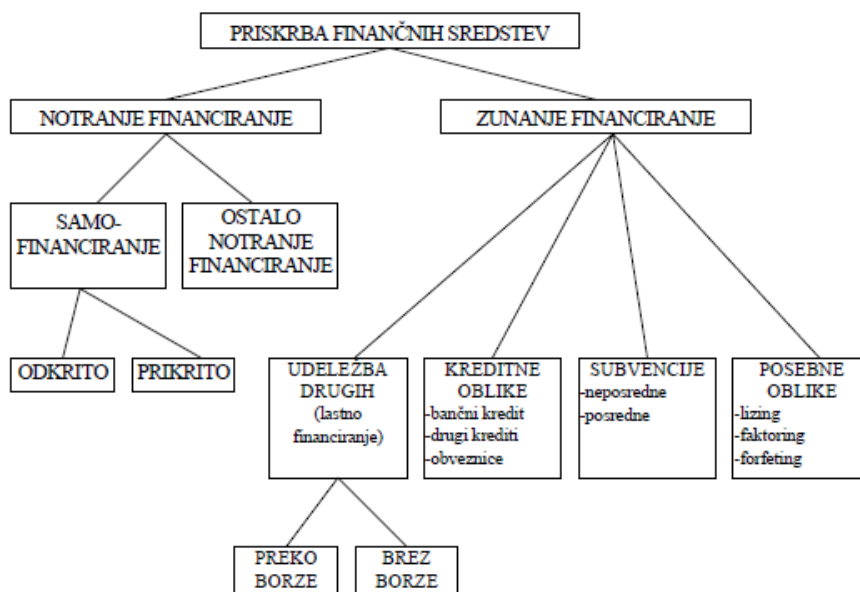 PRISKRBA FINANČNIH SREDSTEV
NOTRANJE FINANCIRANJE
ZUNANJE FINANCIRANJE
SAMO-
FINANCIRANJE
OSTALO
NOTRANJE
FINANCIRANJE
ODKRITO
PRIKRITO
UDELEŽBA
DRUGIH
(lastno
financiranje)
KREDITNE
OBLIKE
-bančni kredit
-drugi krediti
-obveznice
SUBVENCIJE
-neposredne
-posredne
POSEBNE
OBLIKE
-lizing
-faktoring
-forfeting
PREKO
BORZE
BREZ
BORZE